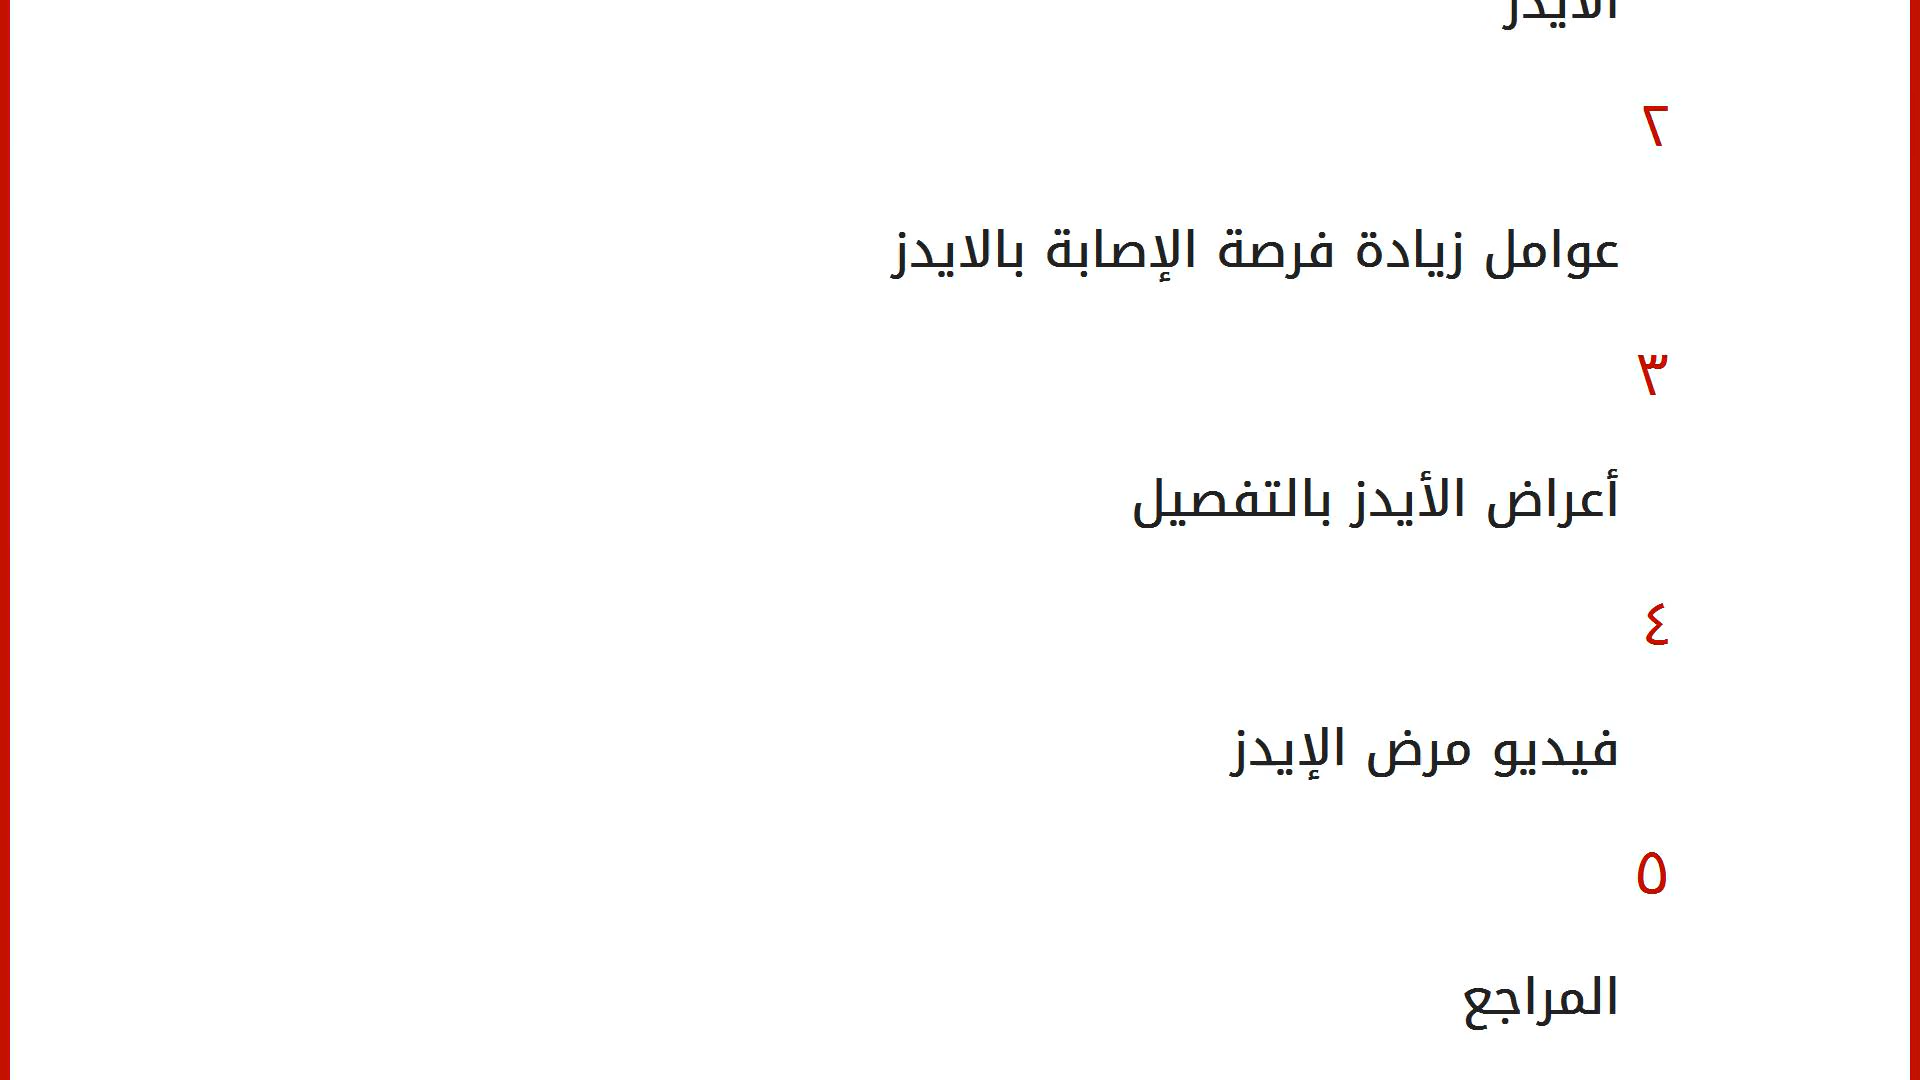 ٢
عوامل زيادة فرصة الإصابة بالايدز
٣
أعراض الأيدز بالتفصيل
٤
فيديو مرض الإيدز
٥
المراجع